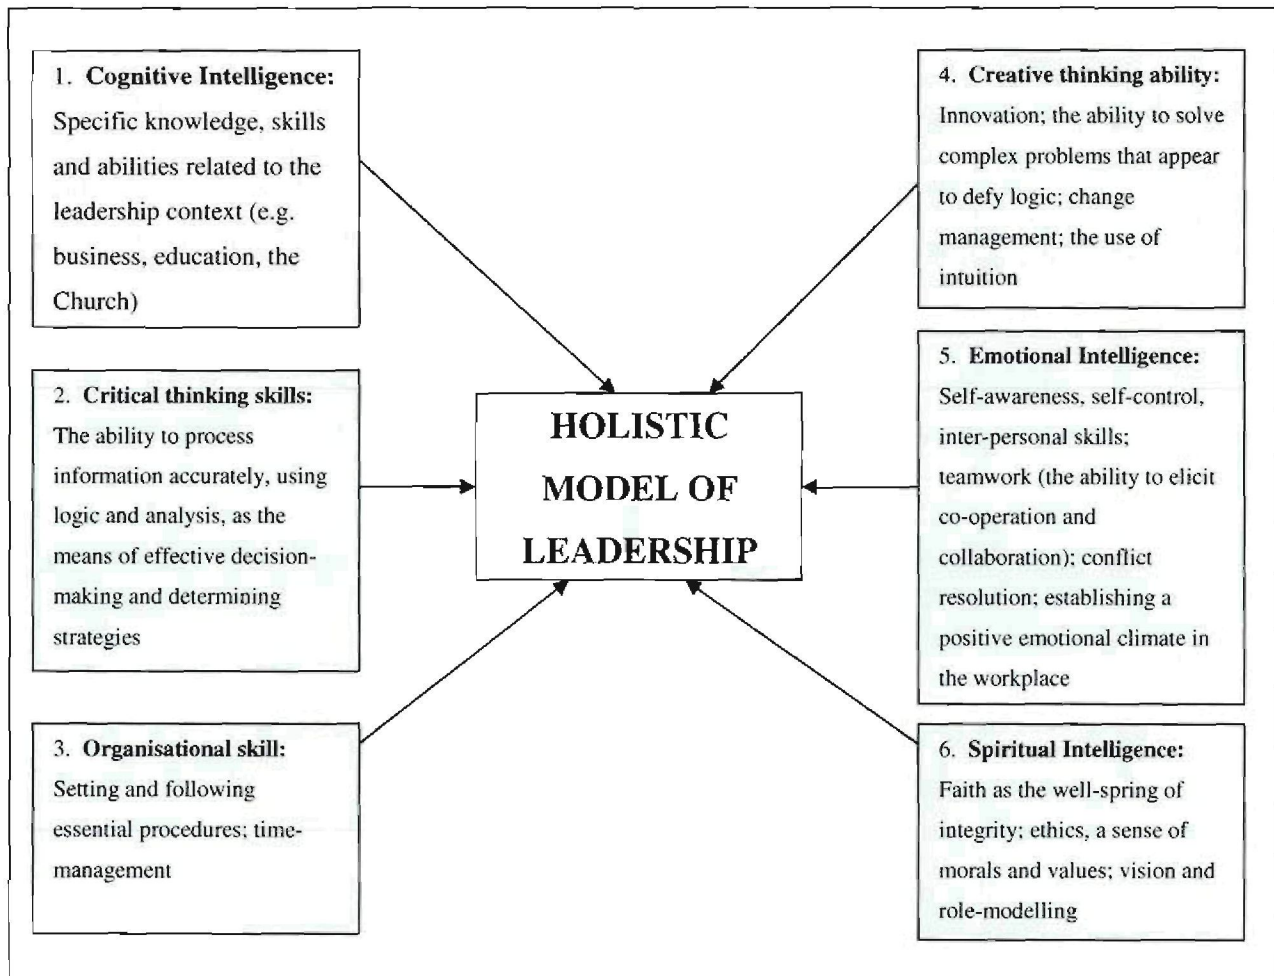 1. Cognitive Intelligence:
Specific knowledge, skills
and abilities related to the
leadership context (e.g.
business, education, the
Church)
2. Critical thinking skills:
The ability to process
information accurately, using
logic and analysis, as the
means of effective decision-
making and determining
strategies
3. Organisational skill:
Setting and following
essential procedures; time-
management
HOLISTIC
MODEL OF
LEADERSHIP
4. Creative thinking ability:
Innovation; the ability to solve
complex problems that appear
to defy logic; change
management; the use of
intuition
5. Emotional Intelligence:
Self-awareness, self-control,
inter-personal skills;
teamwork (the ability to elicit
co-operation and
collaboration); conflict
resolution; establishing a
positive emotional climate in
the workplace
6. Spiritual Intelligence:
Faith as the well-spring of
integrity; ethics, a sense of
morals and values; vision and
role-modelling